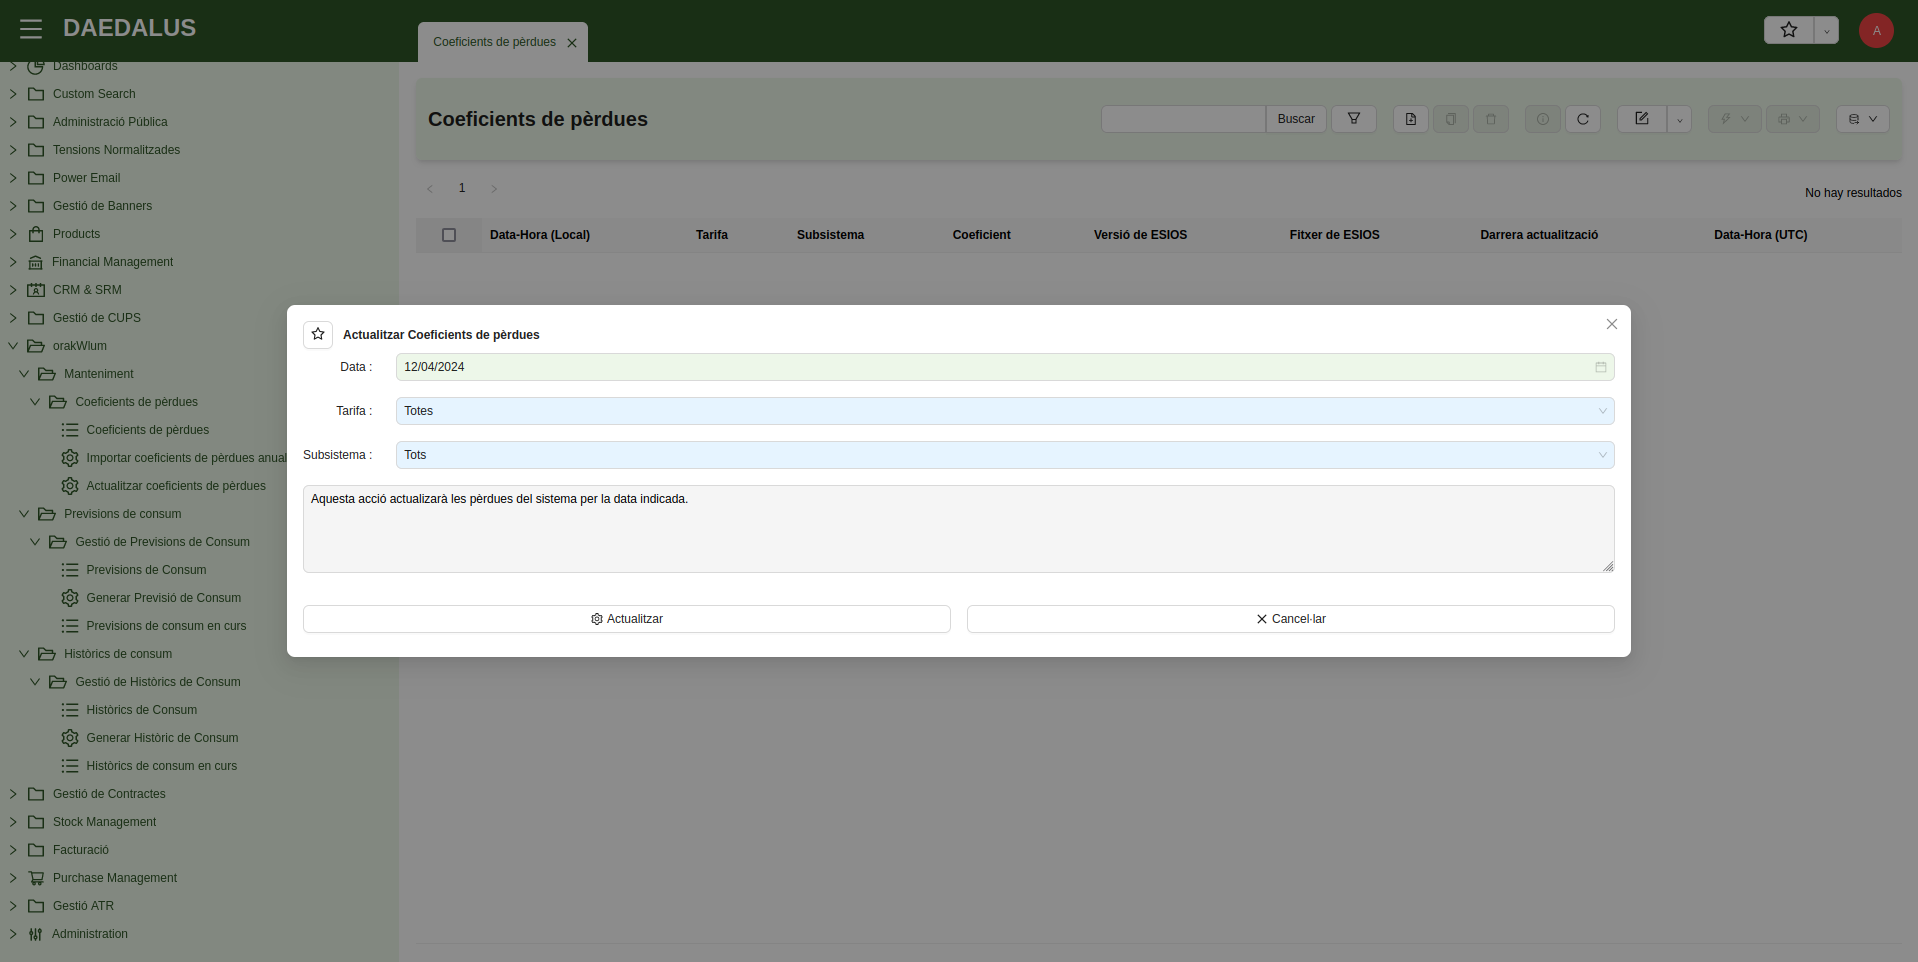 DAEDALUS
Coeficients de pèrdues
A
Dashboards
Custom Search
Administració Pública
Tensions Normalitzades
Power Email
Gestió de Banners
Products
Financial Management
CRM & SRM
Gestió de CUPS
orakWlum
Manteniment
Coeficients de pèrdues
Coeficients de pèrdues
Importar coeficients de pèrdues anual
Actualitzar coeficients de pèrdues
Previsions de consum
Gestió de Previsions de Consum
Previsions de Consum
Generar Previsió de Consum
Previsions de consum en curs
Històrics de consum
Gestió de Històrics de Consum
Històrics de Consum
Generar Històric de Consum
Històrics de consum en curs
Gestió de Contractes
Stock Management
Facturació
Purchase Management
Gestió ATR
Administration
Coeficients de pèrdues
Buscar
1
No hay resultados
Data-Hora (Local) Tarifa Subsistema Coeficient Versió de ESIOS Fitxer de ESIOS Darrera actualització Data-Hora (UTC)
Actualitzar Coeficients de pèrdues
Data : 12/04/2024
Tarifa : Totes
Subsistema : Tots
Aquesta acció actualizarà les pèrdues del sistema per la data indicada.
Actualitzar Cancel·lar